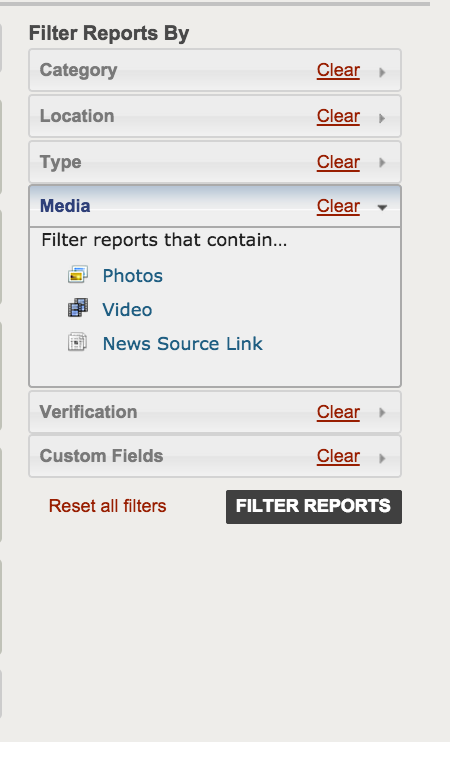 Filter Reports By
Category Clear
Location Clear
Type Clear
Media Clear
Filter reports that contain...
Photos
Video
News Source Link
Verification Clear
Custom Fields Clear
Reset all filters FILTER REPORTS